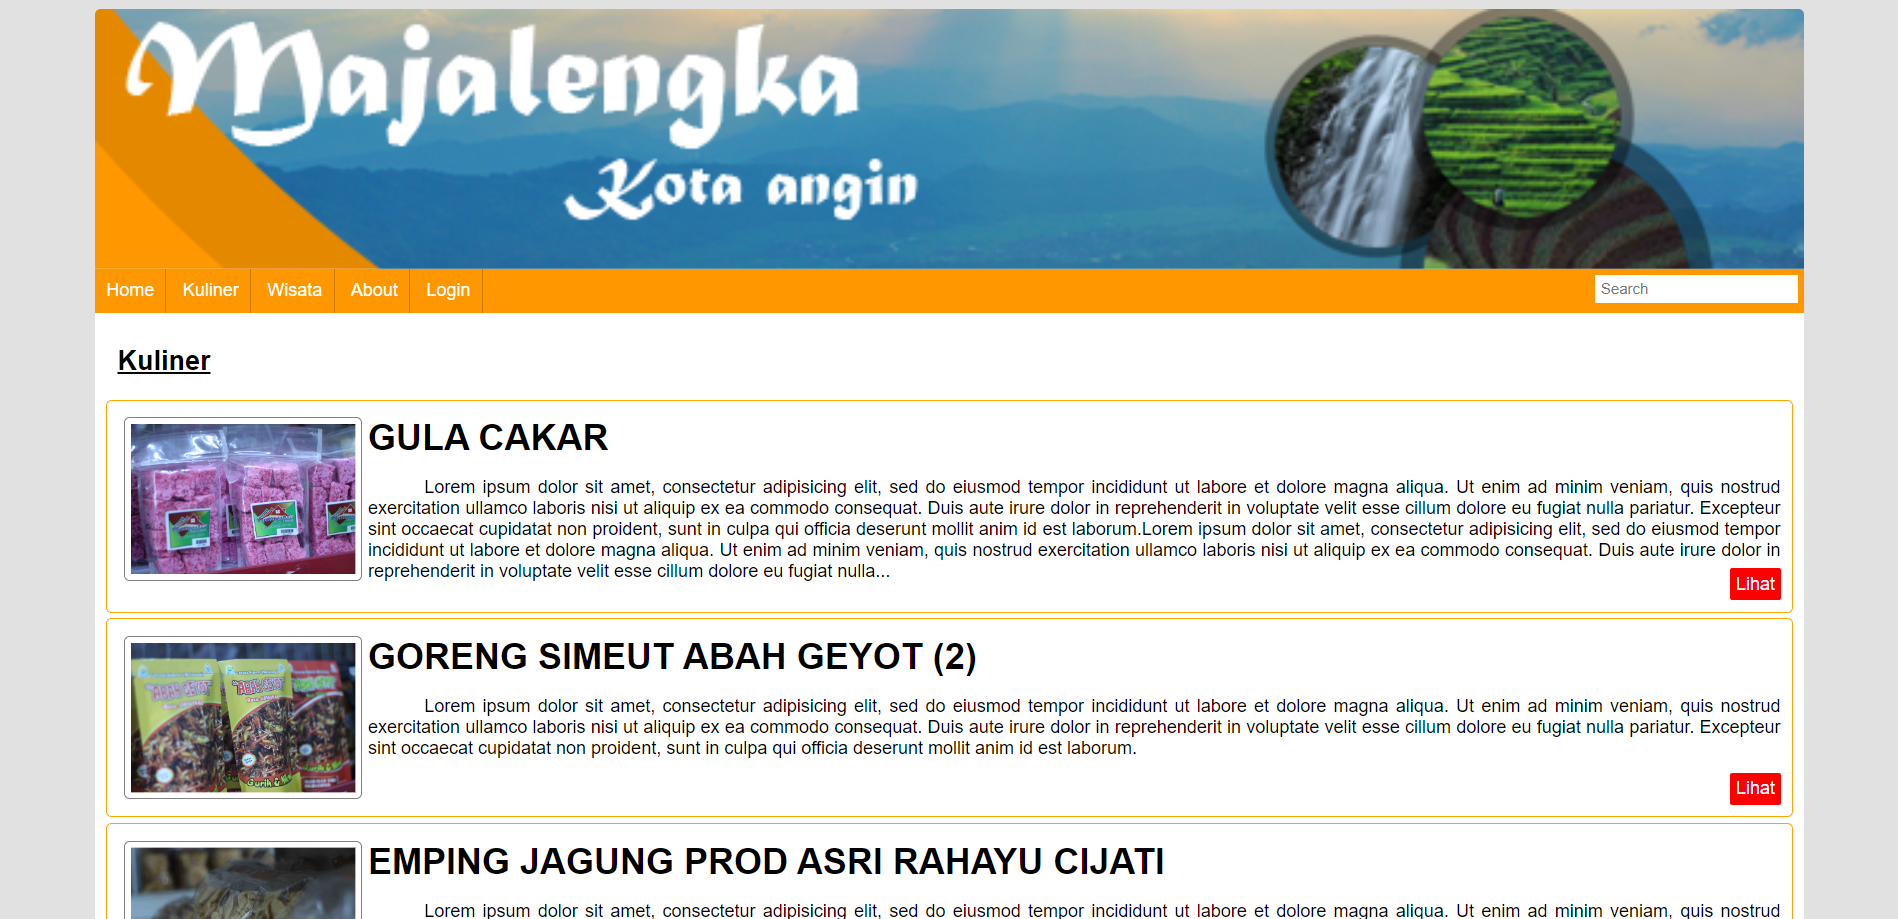 Majalengka
Kota angin
Home Kuliner Wisata About Login Search
Kuliner
GULA CAKAR
Lorem ipsum dolor sit amet, consectetur adipisicing elit, sed do eiusmod tempor incididunt ut labore et dolore magna aliqua. Ut enim ad minim veniam, quis nostrud
exercitation ullamco laboris nisi ut aliquip ex ea commodo consequat. Duis aute irure dolor in reprehenderit in voluptate velit esse cillum dolore eu fugiat nulla pariatur. Excepteur
sint occaecat cupidatat non proident, sunt in culpa qui officia deserunt mollit anim id est laborum.Lorem ipsum dolor sit amet, consectetur adipisicing elit, sed do eiusmod tempor
incididunt ut labore et dolore magna aliqua. Ut enim ad minim veniam, quis nostrud exercitation ullamco laboris nisi ut aliquip ex ea commodo consequat. Duis aute irure dolor in
reprehenderit in voluptate velit esse cillum dolore eu fugiat nulla...
Lihat
ABAH GEYOT
ABAH GEYOT
GORENG SIMEUT ABAH GEYOT (2)
Lorem ipsum dolor sit amet, consectetur adipisicing elit, sed do eiusmod tempor incididunt ut labore et dolore magna aliqua. Ut enim ad minim veniam, quis nostrud
exercitation ullamco laboris nisi ut aliquip ex ea commodo consequat. Duis aute irure dolor in reprehenderit in voluptate velit esse cillum dolore eu fugiat nulla pariatur. Excepteur
sint occaecat cupidatat non proident, sunt in culpa qui officia deserunt mollit anim id est laborum.
Lihat
EMPING JAGUNG PROD ASRI RAHAYU CIJATI
Lorem ipsum dolor sit amet, consectetur adipisicing elit, sed do eiusmod tempor incididunt ut labore et dolore magna aliqua. Ut enim ad minim veniam, quis nostrud